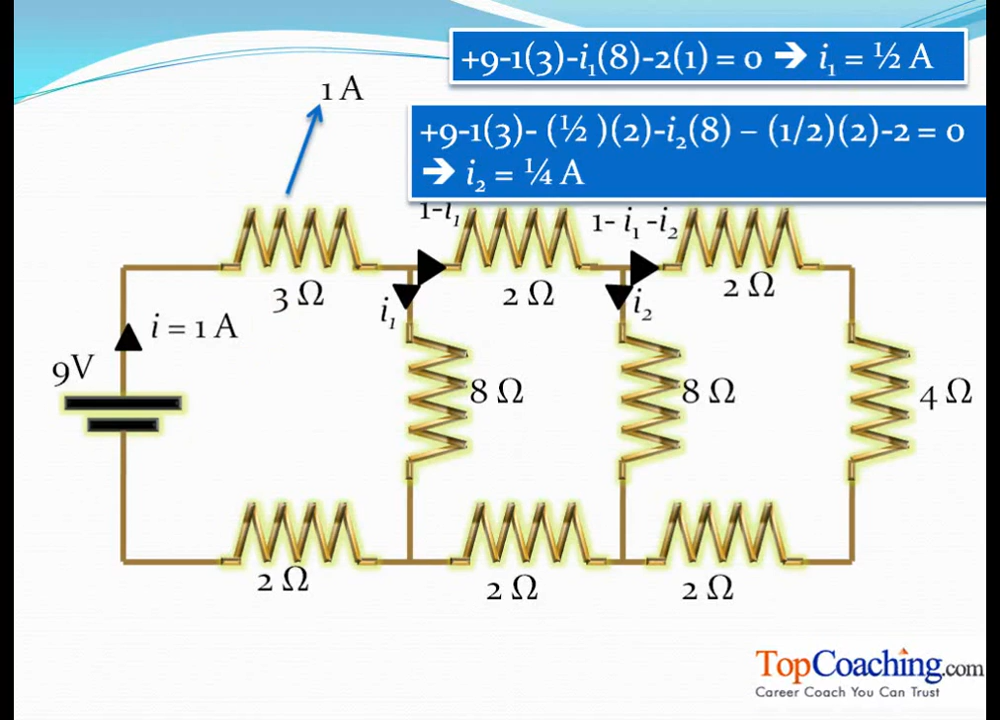 +9-1(3)-i₁(8)-2(1) = 0 ➔ i₁ = ½ A
1 A
+9-1(3)- (½ )(2)-i₂(8) – (1/2)(2)-2 = 0
➔ i₂ = ¼ A
1-i₁
1- i₁ -i₂
3 Ω
2 Ω
2 Ω
i₁
i₂
i = 1 A
9V
8 Ω
8 Ω
4 Ω
2 Ω
2 Ω
2 Ω
TopCoaching.com
Career Coach You Can Trust